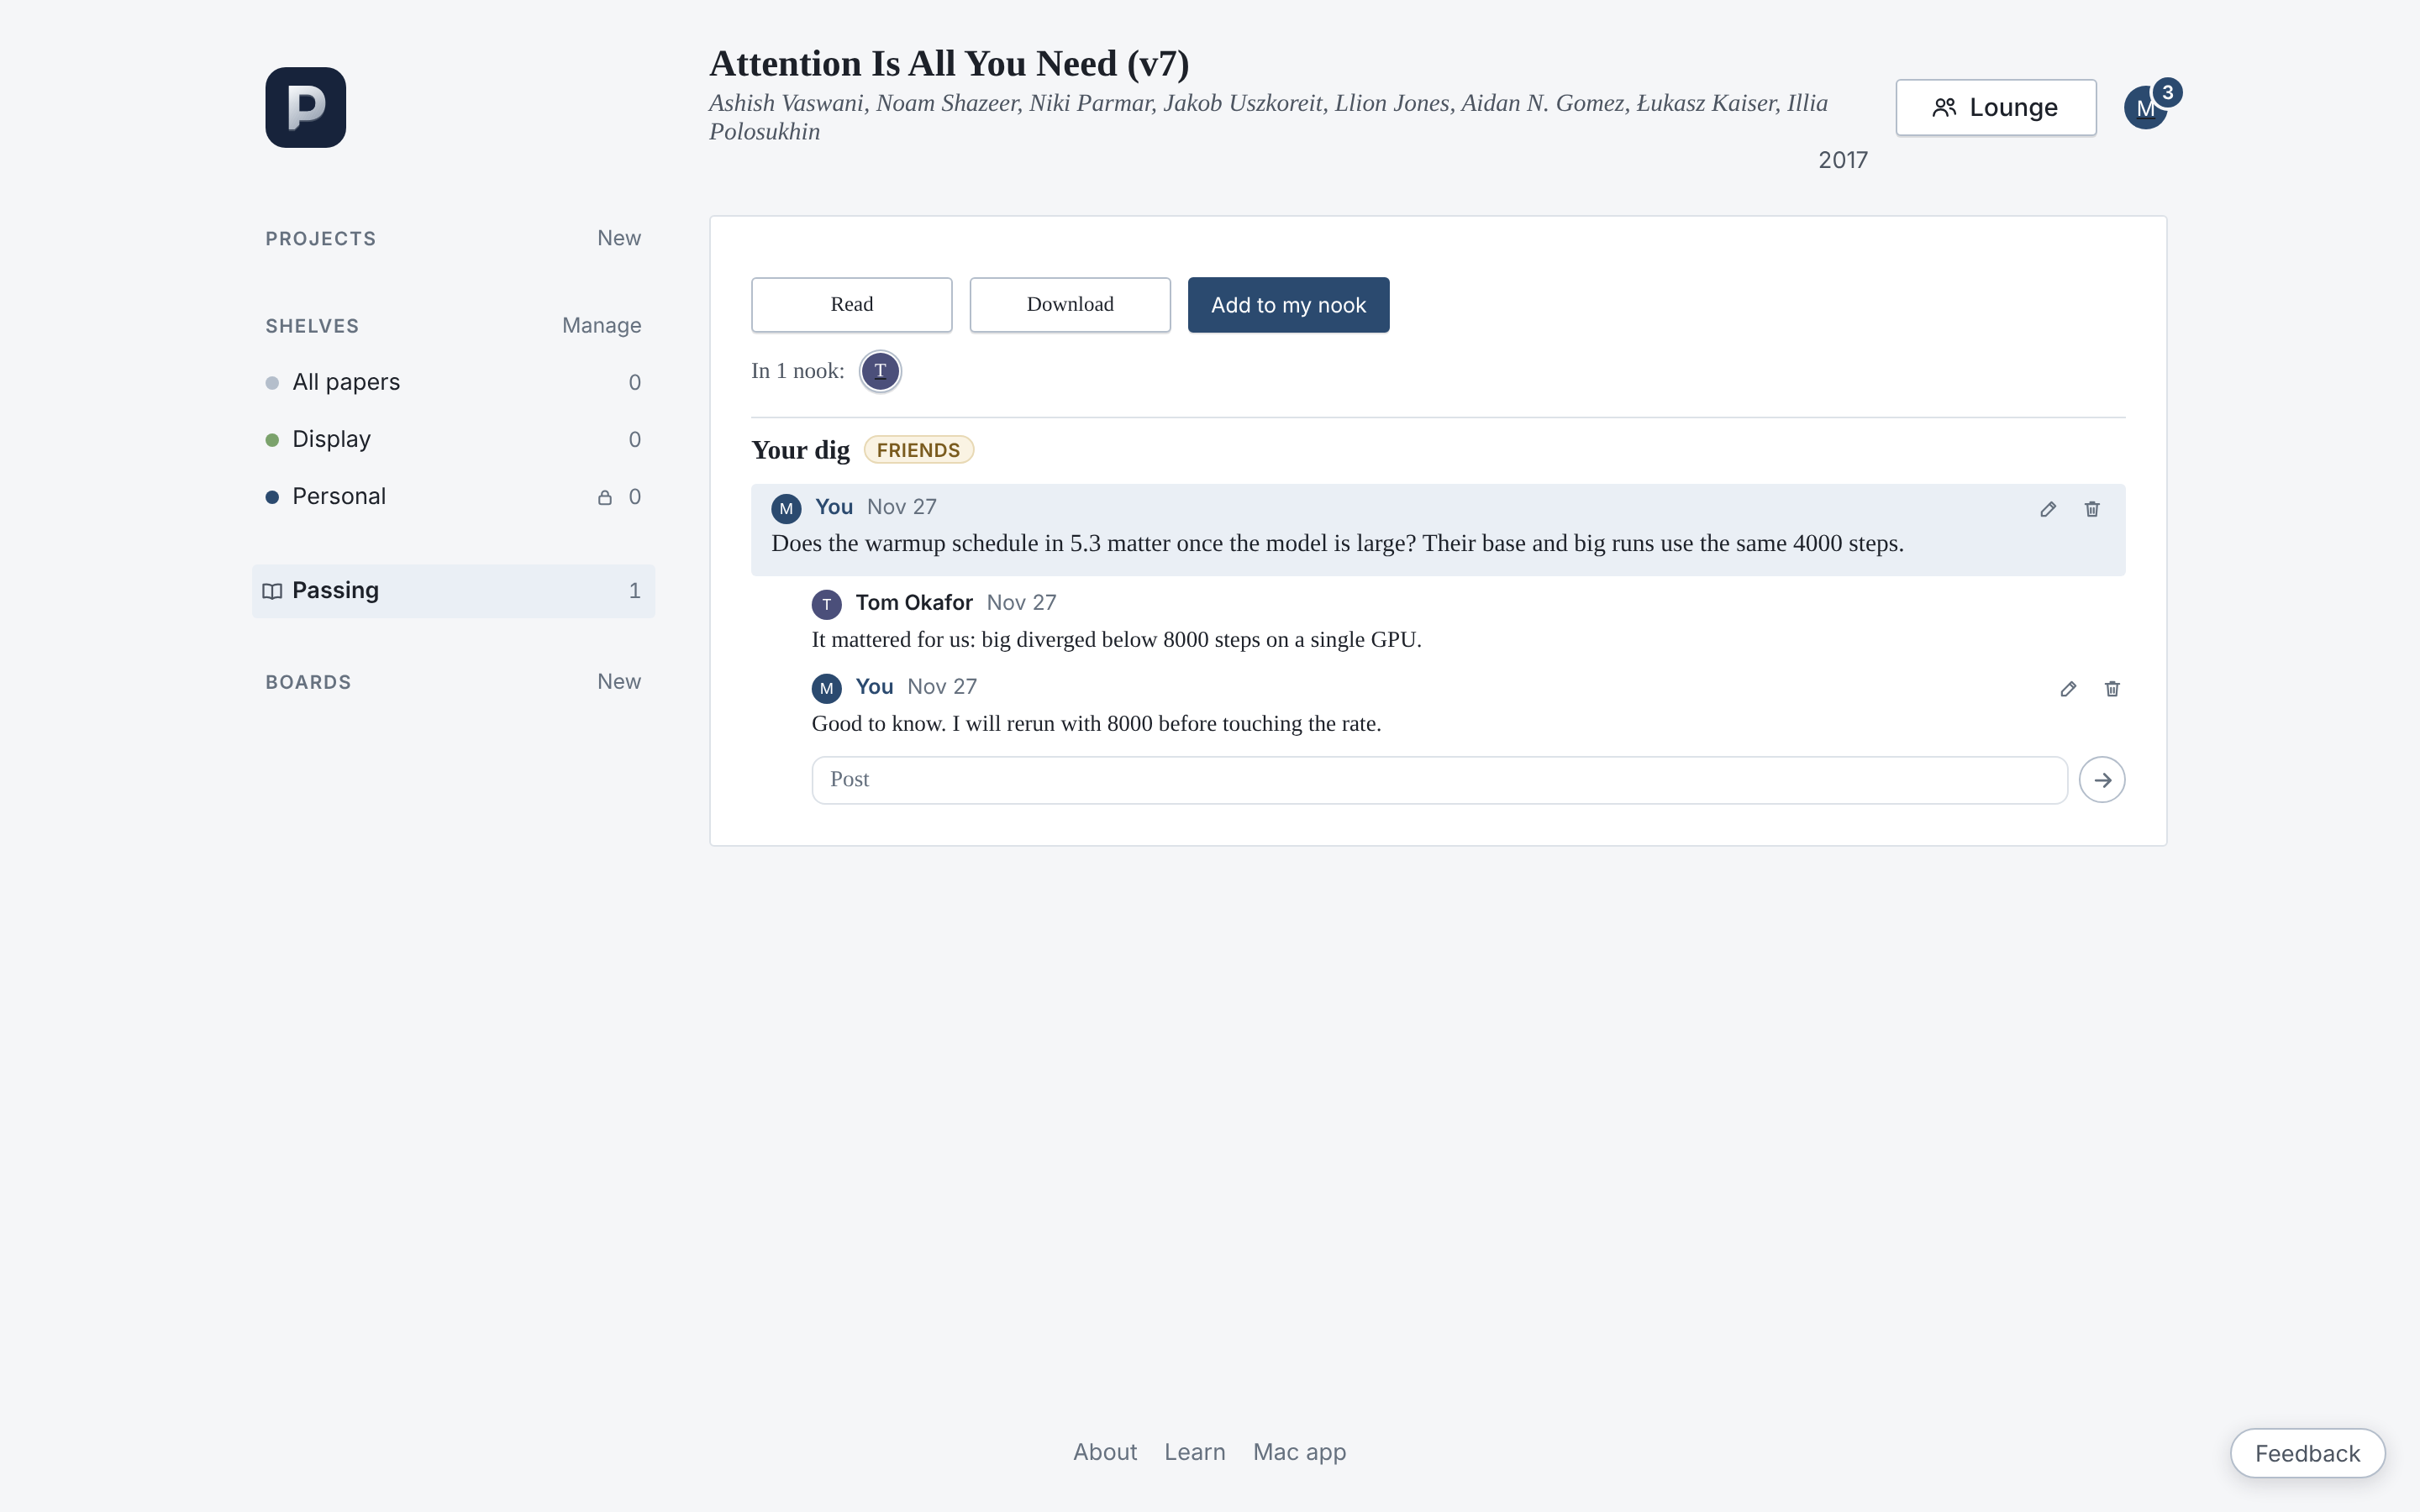 P
Attention Is All You Need (v7)
Ashish Vaswani, Noam Shazeer, Niki Parmar, Jakob Uszkoreit, Llion Jones, Aidan N. Gomez, Łukasz Kaiser, Illia
Polosukhin
2017
Lounge
M
3
PROJECTS
New
SHELVES
Manage
All papers
0
Display
0
Personal
0
Passing
1
BOARDS
New
Read
Download
Add to my nook
In 1 nook:
T
Your dig
FRIENDS
M
You
Nov 27
Does the warmup schedule in 5.3 matter once the model is large? Their base and big runs use the same 4000 steps.
T
Tom Okafor
Nov 27
It mattered for us: big diverged below 8000 steps on a single GPU.
M
You
Nov 27
Good to know. I will rerun with 8000 before touching the rate.
Post
About
Learn
Mac app
Feedback